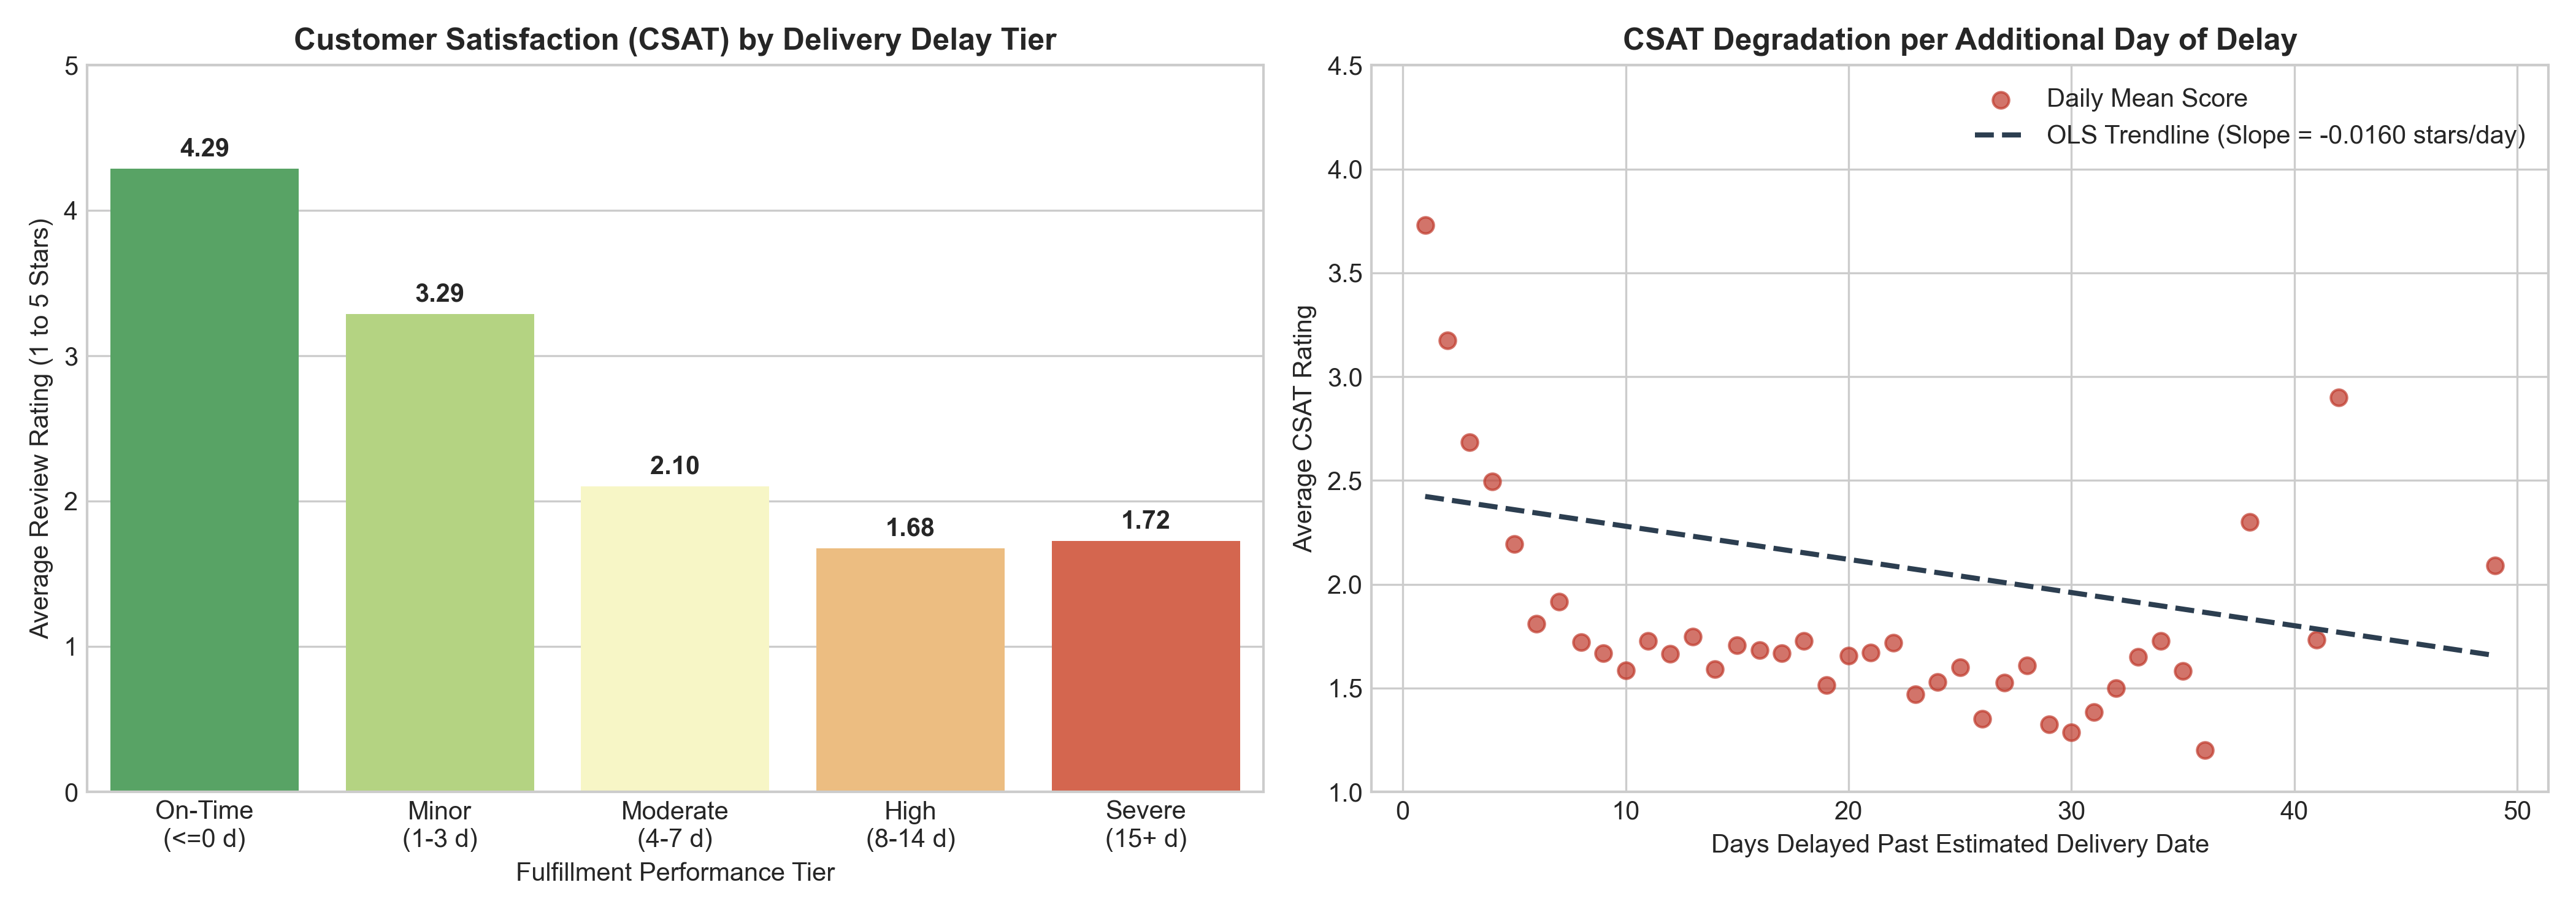 Customer Satisfaction (CSAT) by Delivery Delay Tier
Average Review Rating (1 to 5 Stars)
5
4
3
2
1
0
4.29
3.29
2.10
1.68
1.72
On-Time
(<=0 d)
Minor
(1-3 d)
Moderate
(4-7 d)
High
(8-14 d)
Severe
(15+ d)
Fulfillment Performance Tier
CSAT Degradation per Additional Day of Delay
Average CSAT Rating
4.5
4.0
3.5
3.0
2.5
2.0
1.5
1.0
Daily Mean Score
OLS Trendline (Slope = -0.0160 stars/day)
0
10
20
30
40
50
Days Delayed Past Estimated Delivery Date